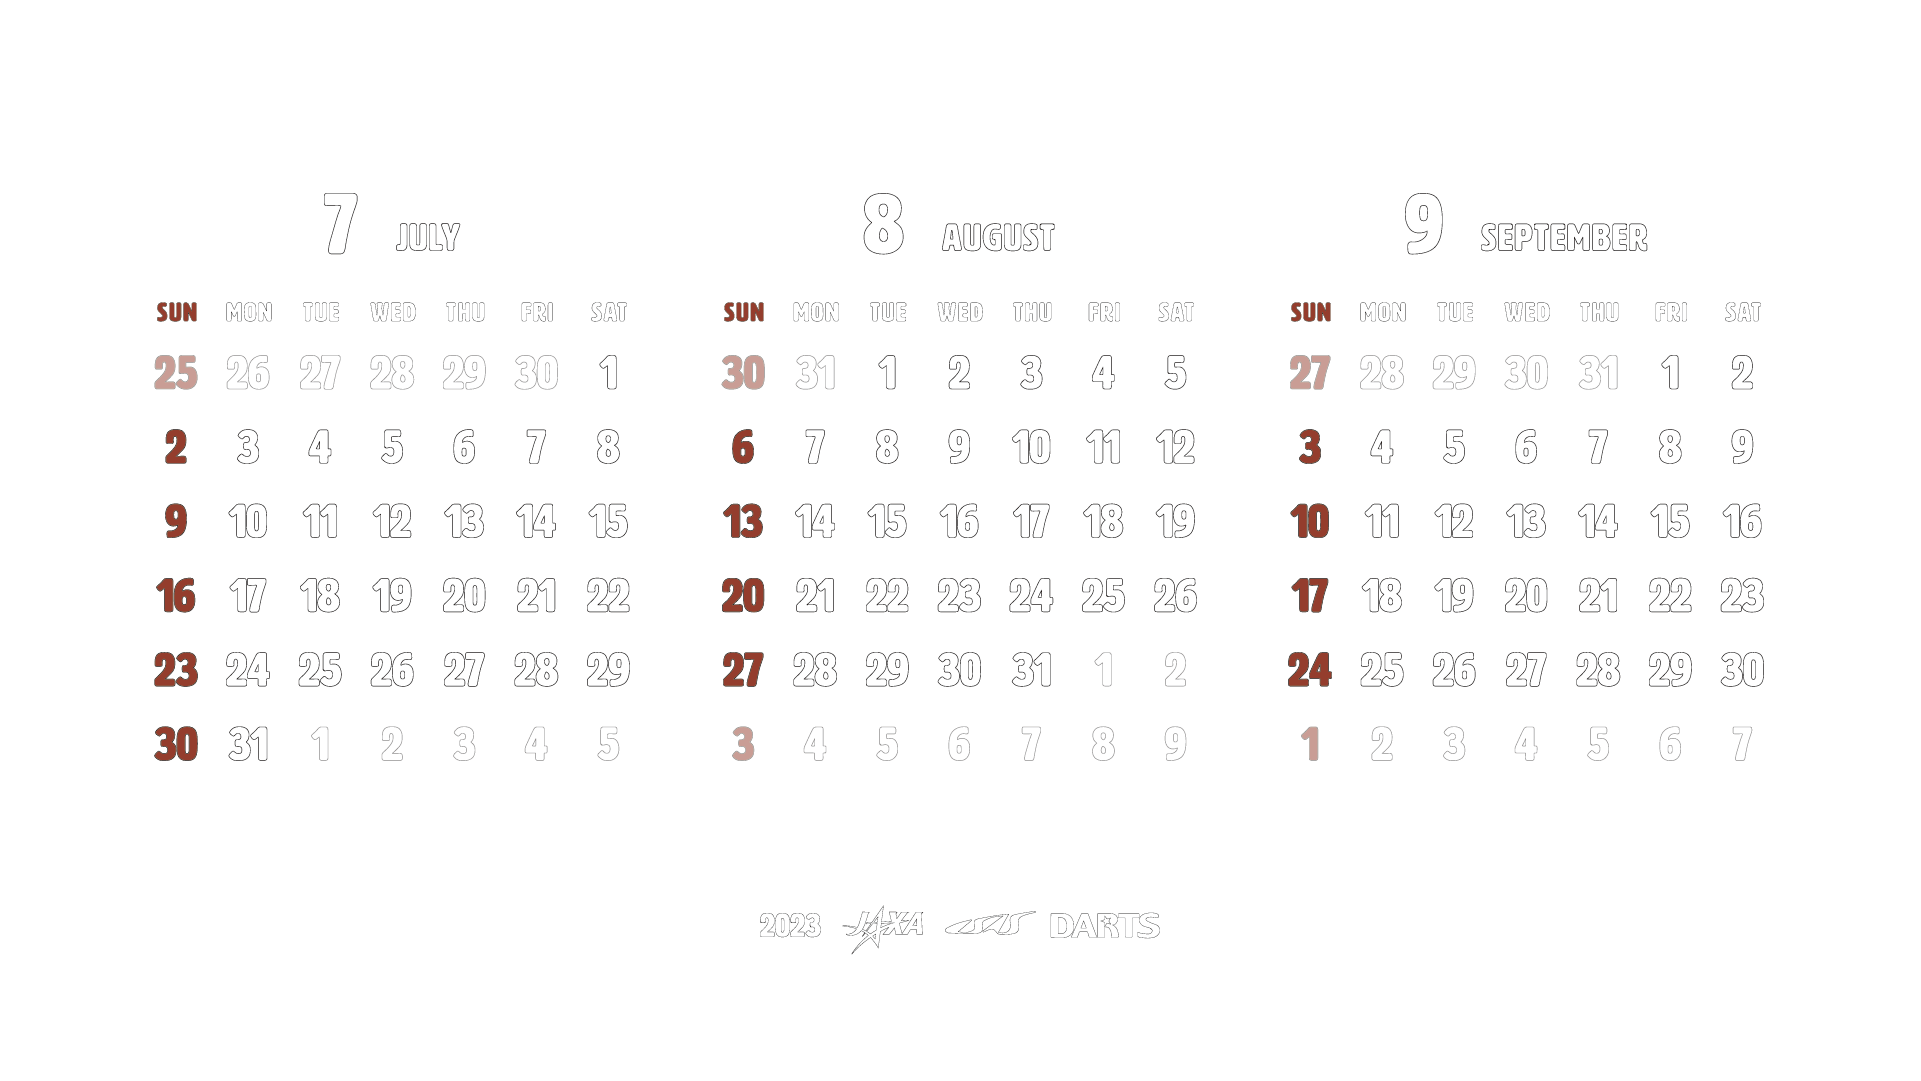 7 JULY
SUN MON TUE WED THU FRI SAT
25 26 27 28 29 30 1
2 3 4 5 6 7 8
9 10 11 12 13 14 15
16 17 18 19 20 21 22
23 24 25 26 27 28 29
30 31 1 2 3 4 5
8 AUGUST
SUN MON TUE WED THU FRI SAT
30 31 1 2 3 4 5
6 7 8 9 10 11 12
13 14 15 16 17 18 19
20 21 22 23 24 25 26
27 28 29 30 31 1 2
3 4 5 6 7 8 9
9 SEPTEMBER
SUN MON TUE WED THU FRI SAT
27 28 29 30 31 1 2
3 4 5 6 7 8 9
10 11 12 13 14 15 16
17 18 19 20 21 22 23
24 25 26 27 28 29 30
1 2 3 4 5 6 7
2023 JAXA ISAS DARTS